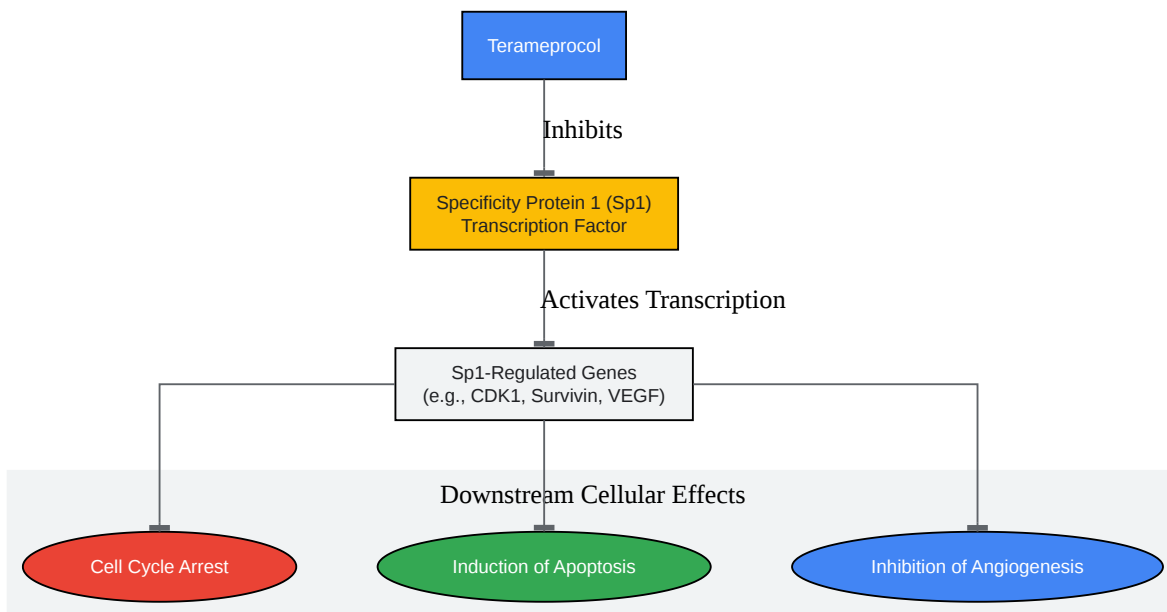 Terameprocol
Inhibits
Specificity Protein 1 (Sp1)
Transcription Factor
Activates Transcription
Sp1-Regulated Genes
(e.g., CDK1, Survivin, VEGF)
Downstream Cellular Effects
Cell Cycle Arrest
Induction of Apoptosis
Inhibition of Angiogenesis